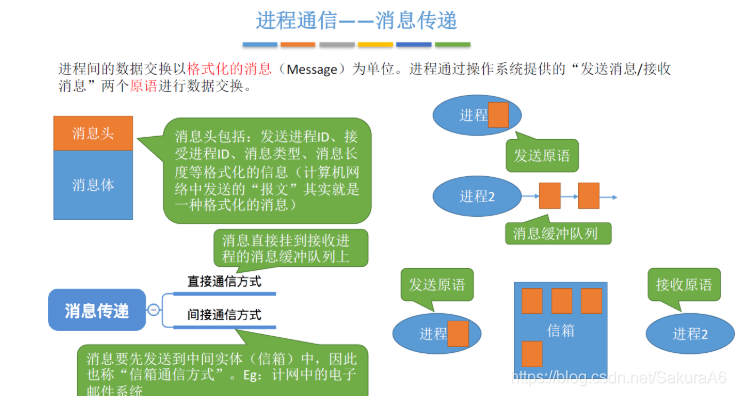 进程通信——消息传递
进程间的数据交换以格式化的消息（Message）为单位。进程通过操作系统提供的“发送消息/接收
消息”两个原语进行数据交换。
消息头
消息体
消息头包括：发送进程ID、接
受进程ID、消息类型、消息长
度等格式化的信息（计算机网
络中发送的“报文”其实就是
一种格式化的消息）
进程
发送原语
进程2
消息缓冲队列
消息直接挂到接收进
程的消息缓冲队列上
直接通信方式
消息传递
间接通信方式
消息要先发送到中间实体（信箱）中，因此
也称“信箱通信方式”。Eg：计网中的电子
邮件系统
发送原语
进程
信箱
接收原语
进程2
https://blog.csdn.net/SakuraA6